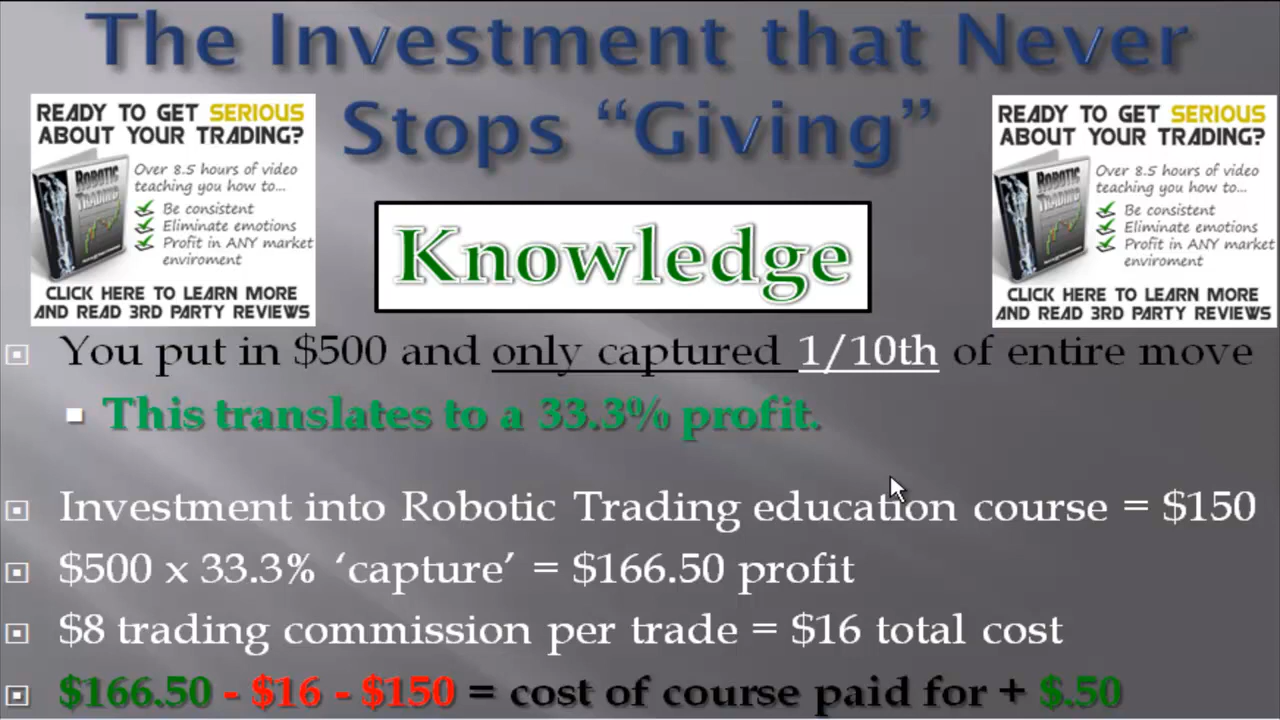 The Investment that Never
Stops “Giving”
READY TO GET SERIOUS
ABOUT YOUR TRADING?
ROBOTIC
TRADING
Over 8.5 hours of video
teaching you how to...
Be consistent
Eliminate emotions
Profit in ANY market
enviroment
CLICK HERE TO LEARN MORE
AND READ 3RD PARTY REVIEWS
Knowledge
READY TO GET SERIOUS
ABOUT YOUR TRADING?
ROBOTIC
TRADING
Over 8.5 hours of video
teaching you how to...
Be consistent
Eliminate emotions
Profit in ANY market
enviroment
CLICK HERE TO LEARN MORE
AND READ 3RD PARTY REVIEWS
You put in $500 and only captured 1/10th of entire move
This translates to a 33.3% profit.
Investment into Robotic Trading education course = $150
$500 x 33.3% ‘capture’ = $166.50 profit
$8 trading commission per trade = $16 total cost
$166.50 - $16 - $150 = cost of course paid for + $.50